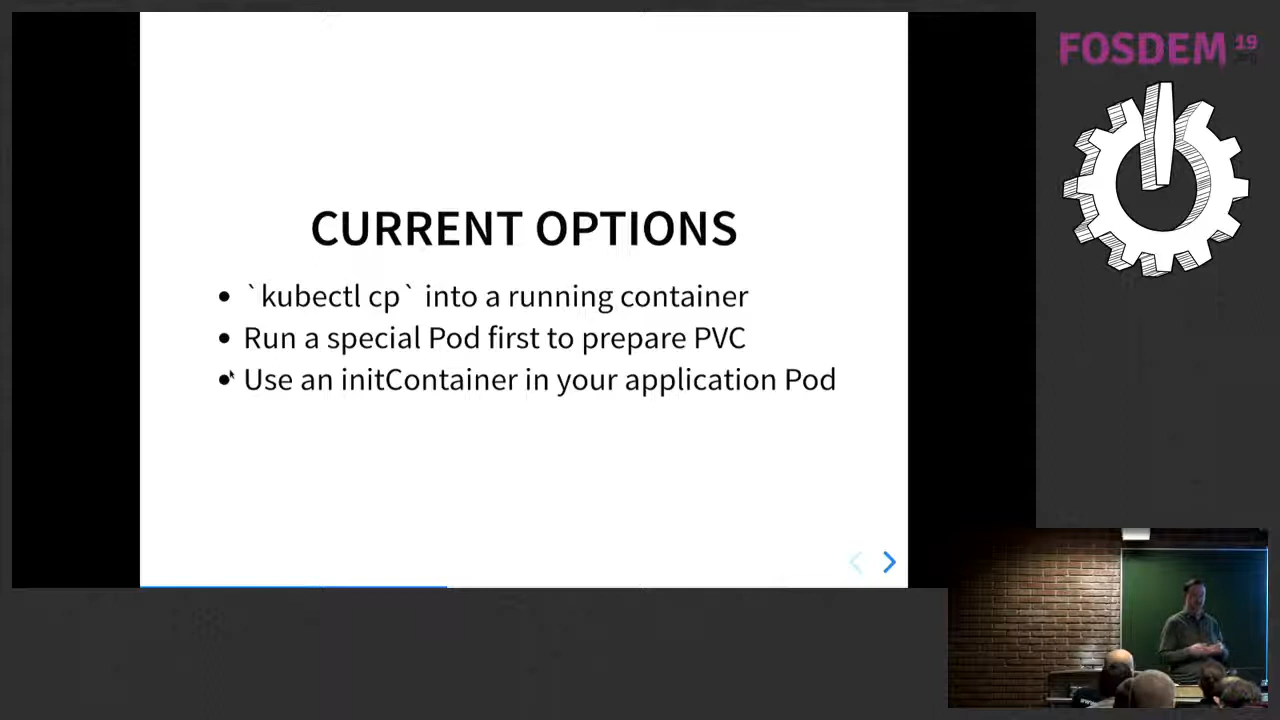 CURRENT OPTIONS
`kubectl cp` into a running container
Run a special Pod first to prepare PVC
Use an initContainer in your application Pod
FOSDEM 19